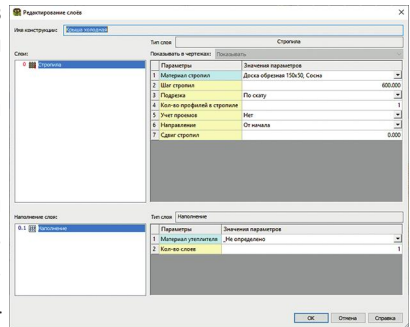 Редактирование слоёв
Имя конструкции: Крыша холодная
Слои:
0 Стропила
Тип слоя Стропила
Показывать в чертежах: Показывать
Параметры Значения параметров
1 Материал стропил Доска обрезная 150x50, Сосна
2 Шаг стропил 600.000
3 Подрезка По скату
4 Кол-во профилей в стропиле 1
5 Учет проемов Нет
6 Направление От начала
7 Сдвиг стропил 0.000
Наполнение слоя:
0.1 Наполнение
Тип слоя Наполнение
Параметры Значения параметров
1 Материал утеплителя _Не определено
2 Кол-во слоев 1
OK Отмена Справка